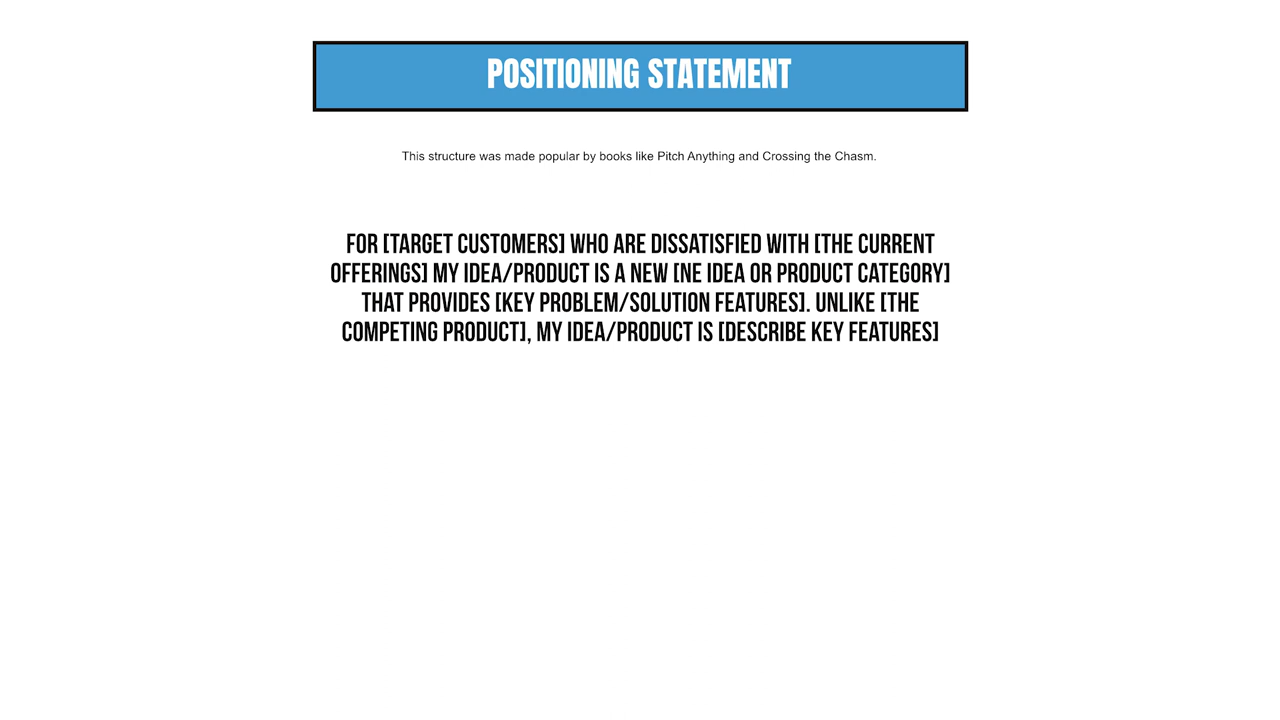 POSITIONING STATEMENT
This structure was made popular by books like Pitch Anything and Crossing the Chasm.
FOR [TARGET CUSTOMERS] WHO ARE DISSATISFIED WITH [THE CURRENT
OFFERINGS] MY IDEA/PRODUCT IS A NEW [NE IDEA OR PRODUCT CATEGORY]
THAT PROVIDES [KEY PROBLEM/SOLUTION FEATURES]. UNLIKE [THE
COMPETING PRODUCT], MY IDEA/PRODUCT IS [DESCRIBE KEY FEATURES]